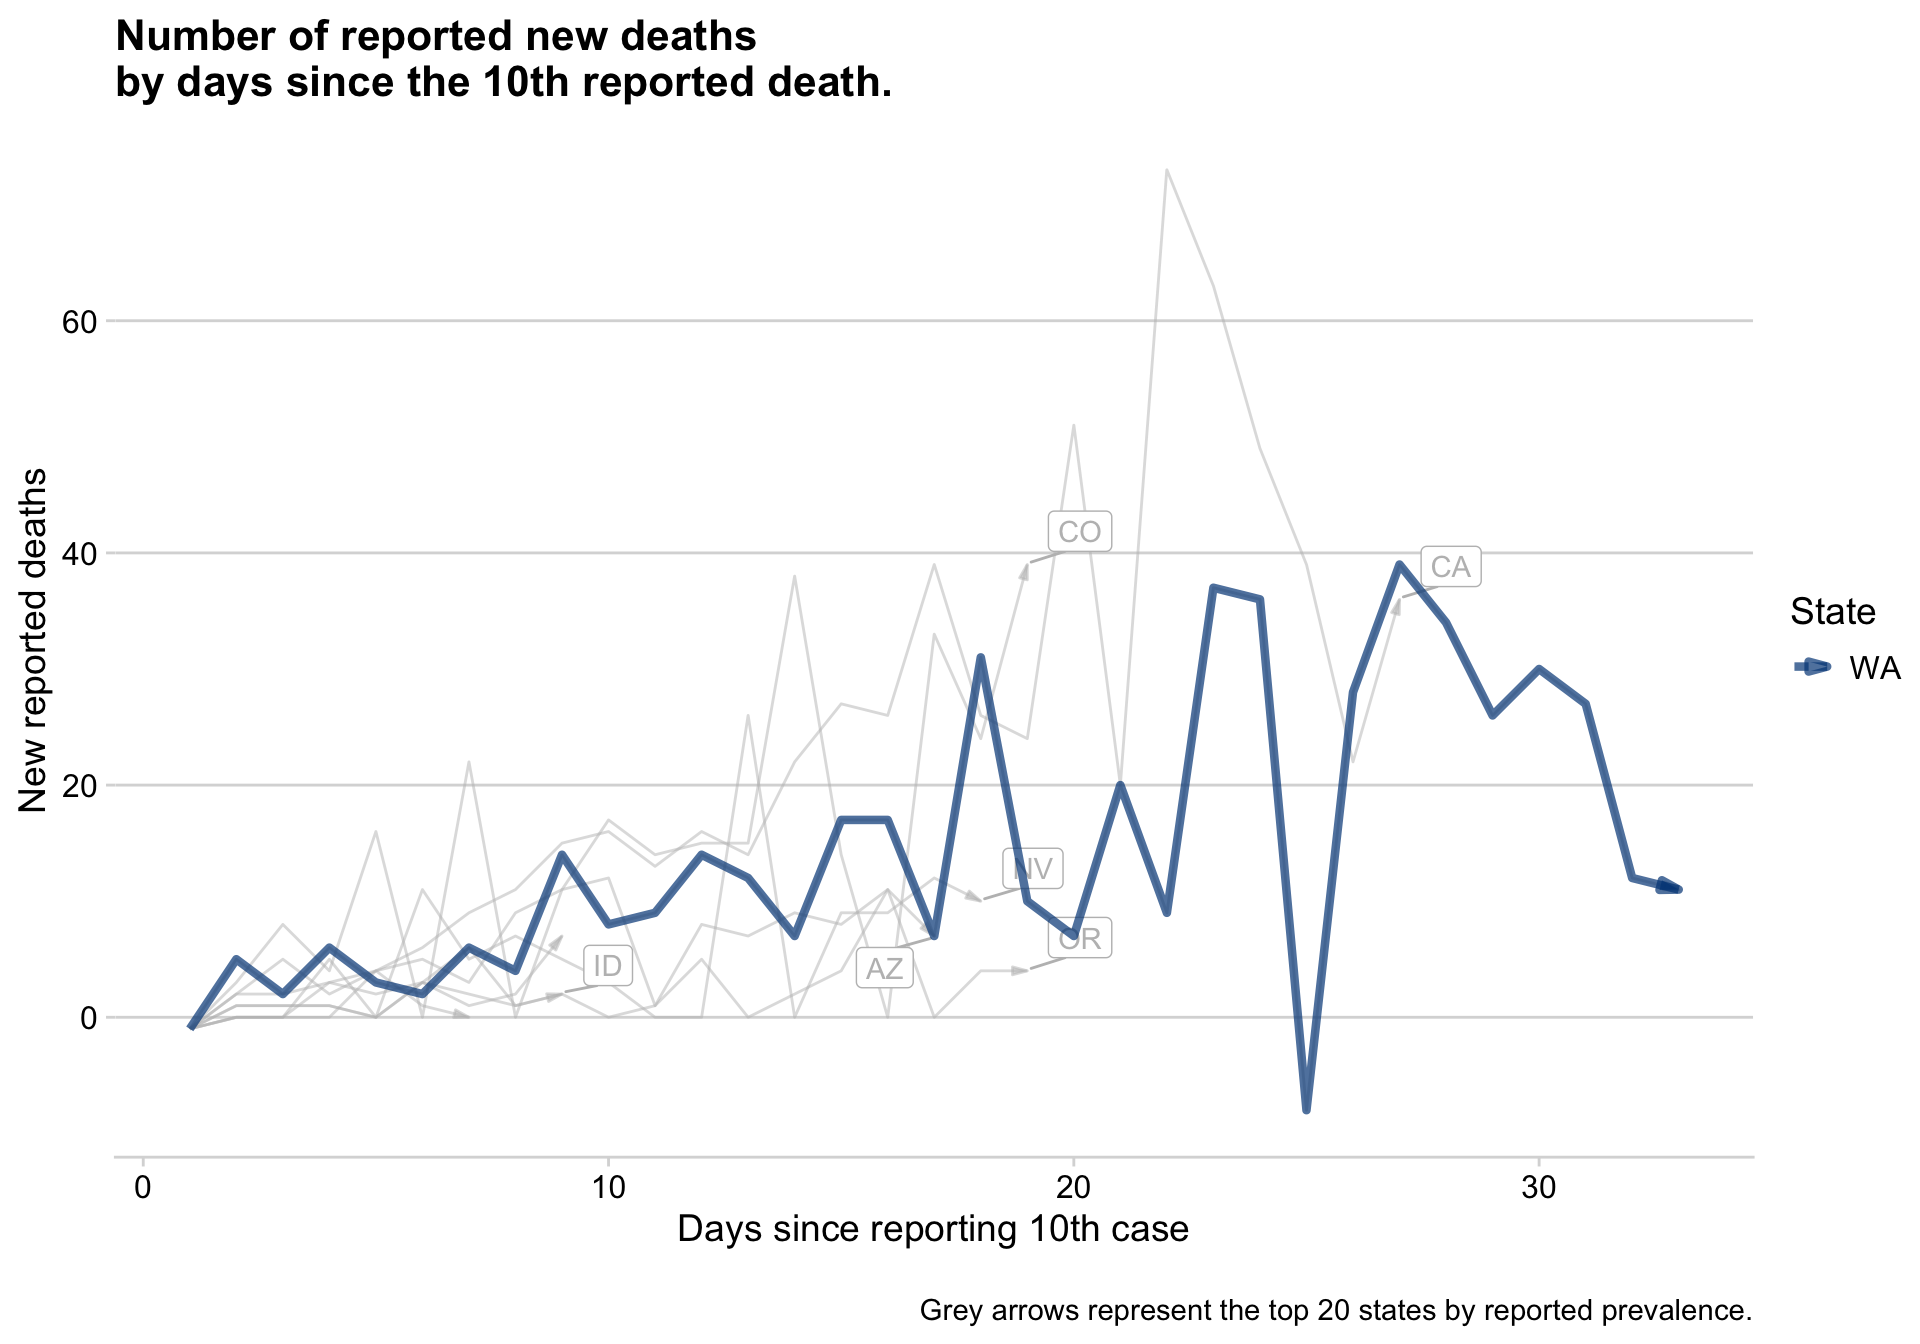 Number of reported new deaths
by days since the 10th reported death.
New reported deaths
60
40
20
0
CO
CA
NV
OR
AZ
ID
State
WA
0 10 20 30
Days since reporting 10th case
Grey arrows represent the top 20 states by reported prevalence.